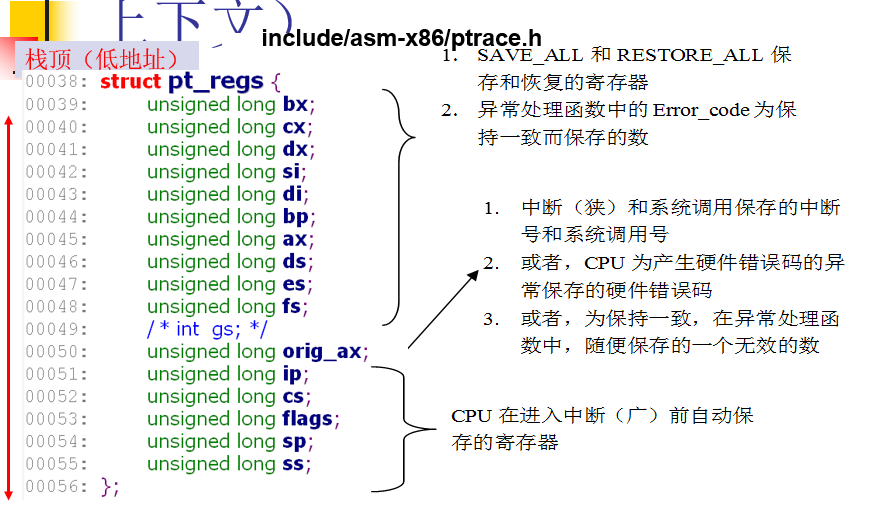 上下文）
include/asm-x86/ptrace.h
栈顶（低地址）
00038: struct pt_regs {
00039: unsigned long bx;
00040: unsigned long cx;
00041: unsigned long dx;
00042: unsigned long si;
00043: unsigned long di;
00044: unsigned long bp;
00045: unsigned long ax;
00046: unsigned long ds;
00047: unsigned long es;
00048: unsigned long fs;
00049: /* int gs; */
00050: unsigned long orig_ax;
00051: unsigned long ip;
00052: unsigned long cs;
00053: unsigned long flags;
00054: unsigned long sp;
00055: unsigned long ss;
00056: };
1. SAVE_ALL 和 RESTORE_ALL 保
存和恢复的寄存器
2. 异常处理函数中的 Error_code 为保
持一致而保存的数
1. 中断（狭）和系统调用保存的中断
号和系统调用号
2. 或者，CPU 为产生硬件错误码的异
常保存的硬件错误码
3. 或者，为保持一致，在异常处理函
数中，随便保存的一个无效的数
CPU 在进入中断（广）前自动保
存的寄存器